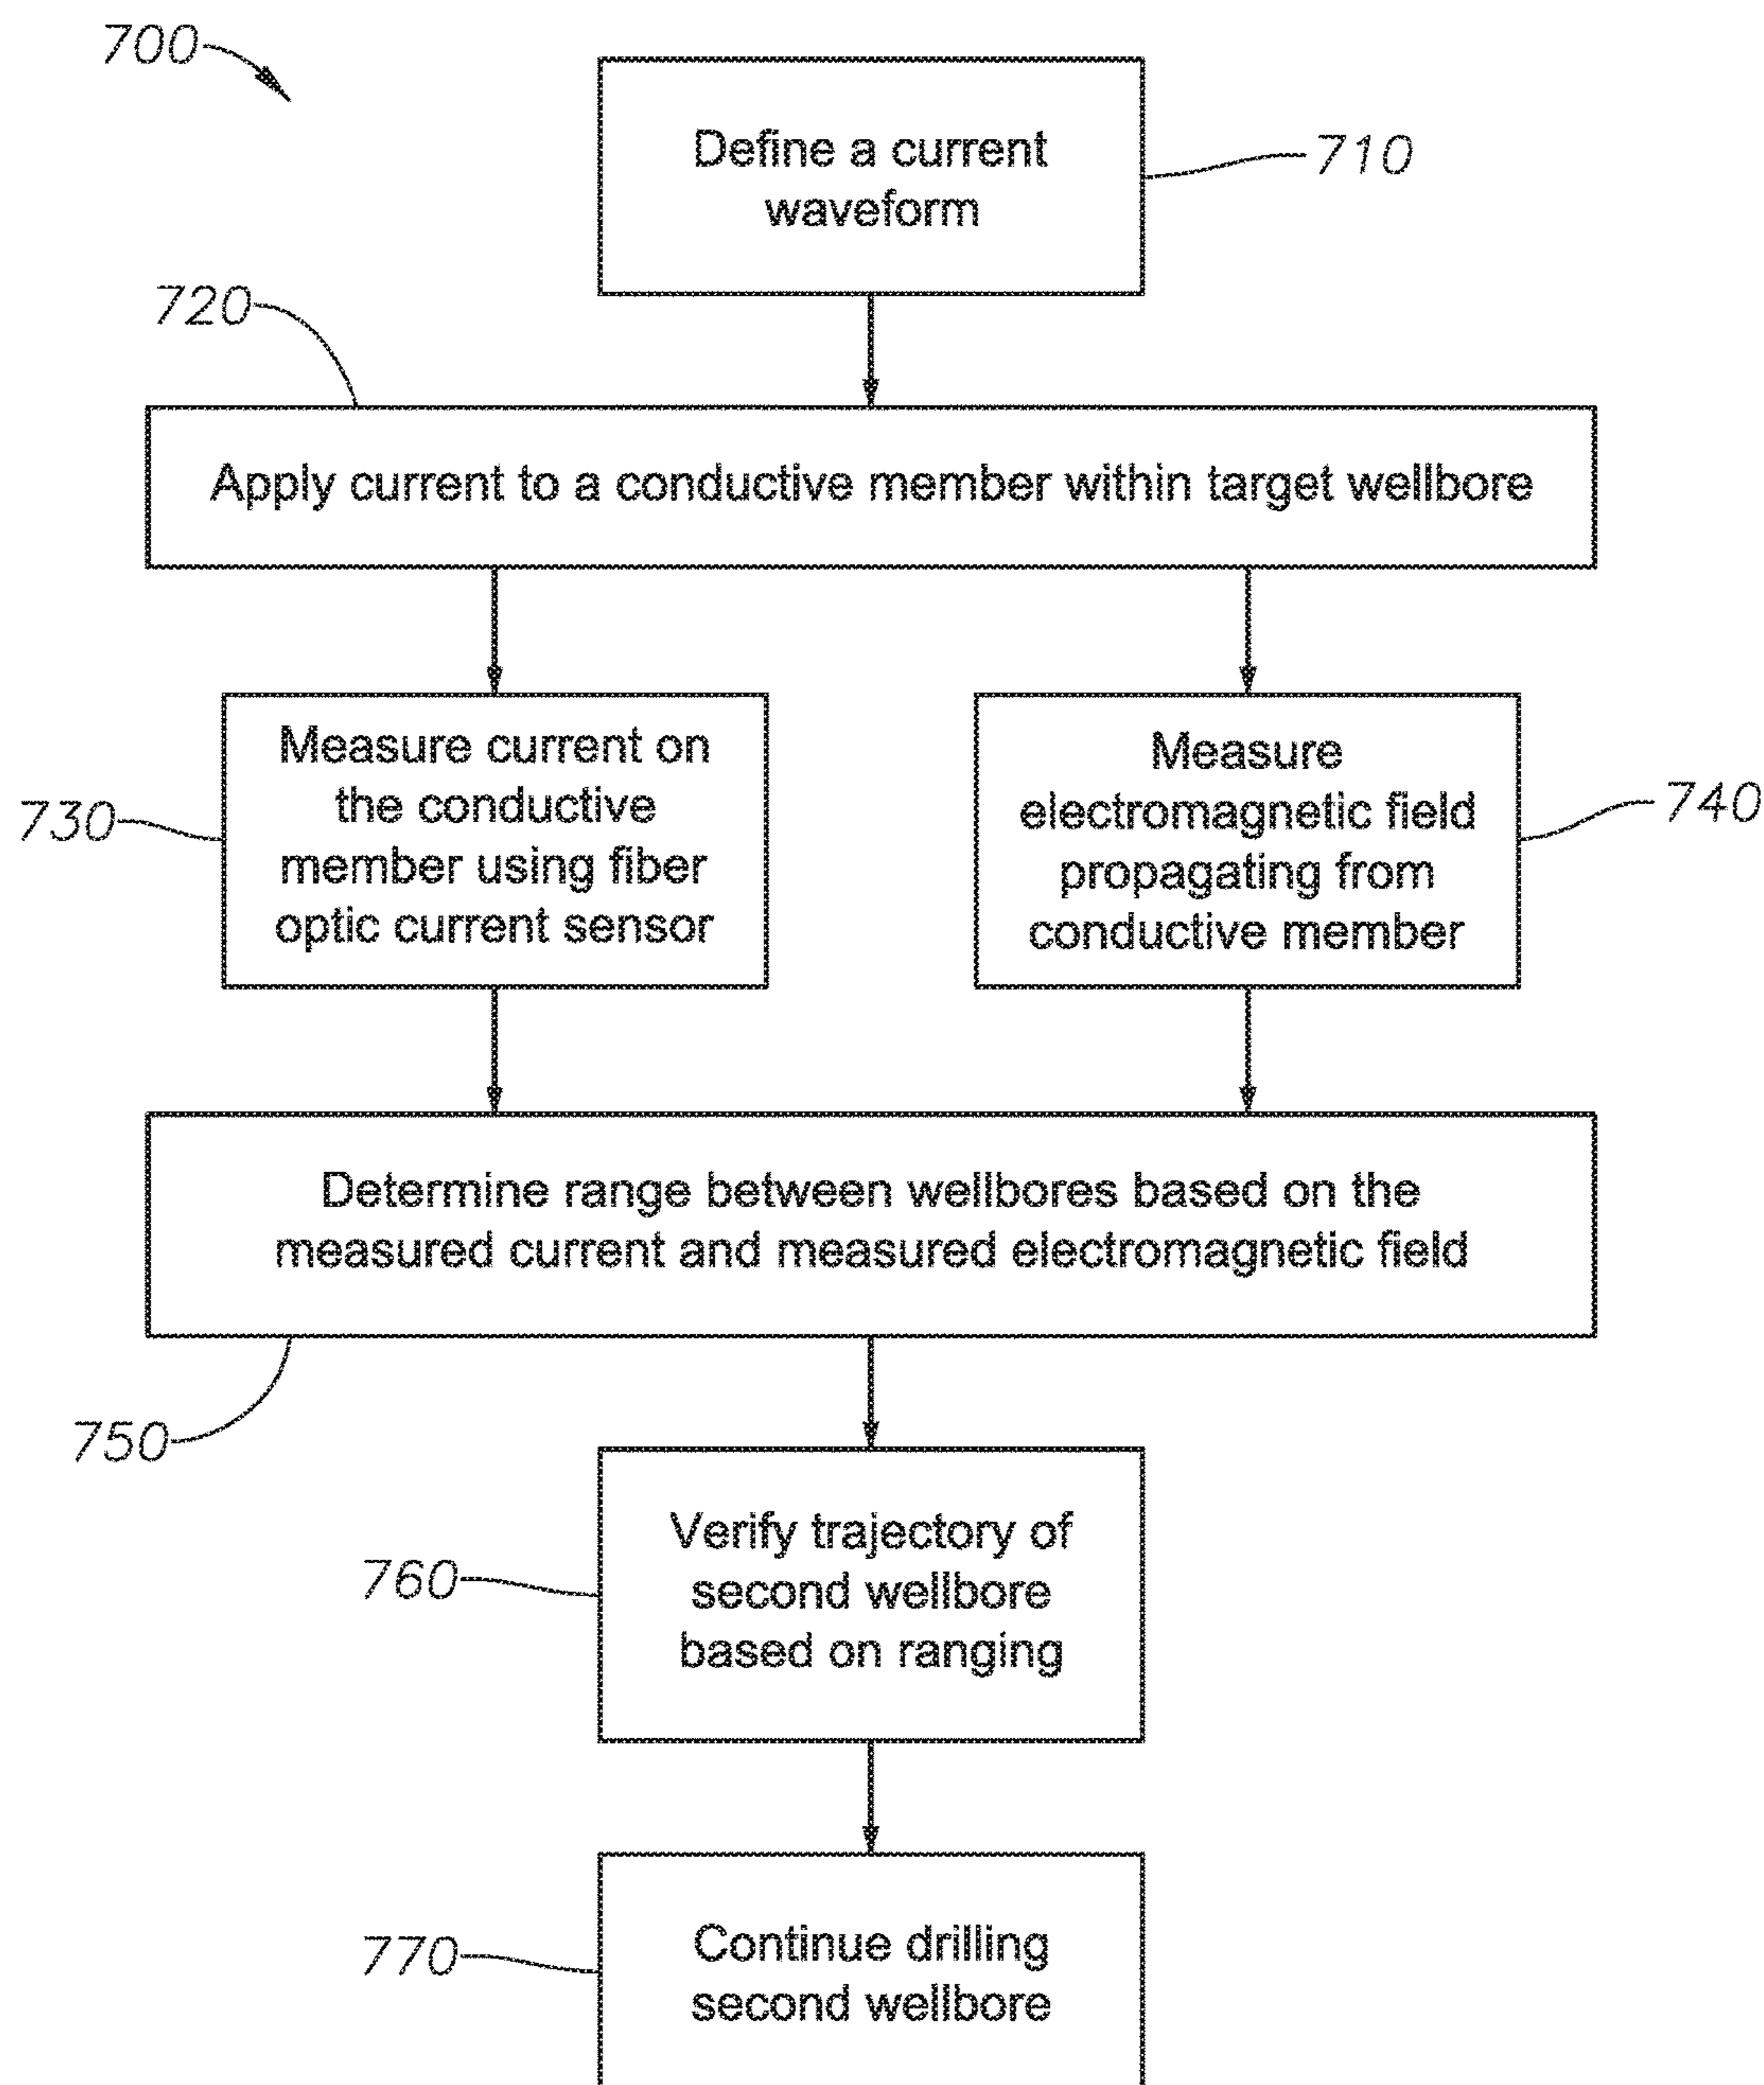 700
Define a current
waveform
710
720
Apply current to a conductive member within target wellbore
Measure current on
the conductive
member using fiber
optic current sensor
730
Measure
electromagnetic field
propagating from
conductive member
740
Determine range between wellbores based on the
measured current and measured electromagnetic field
750
Verify trajectory of
second wellbore
based on ranging
760
Continue drilling
second wellbore
770